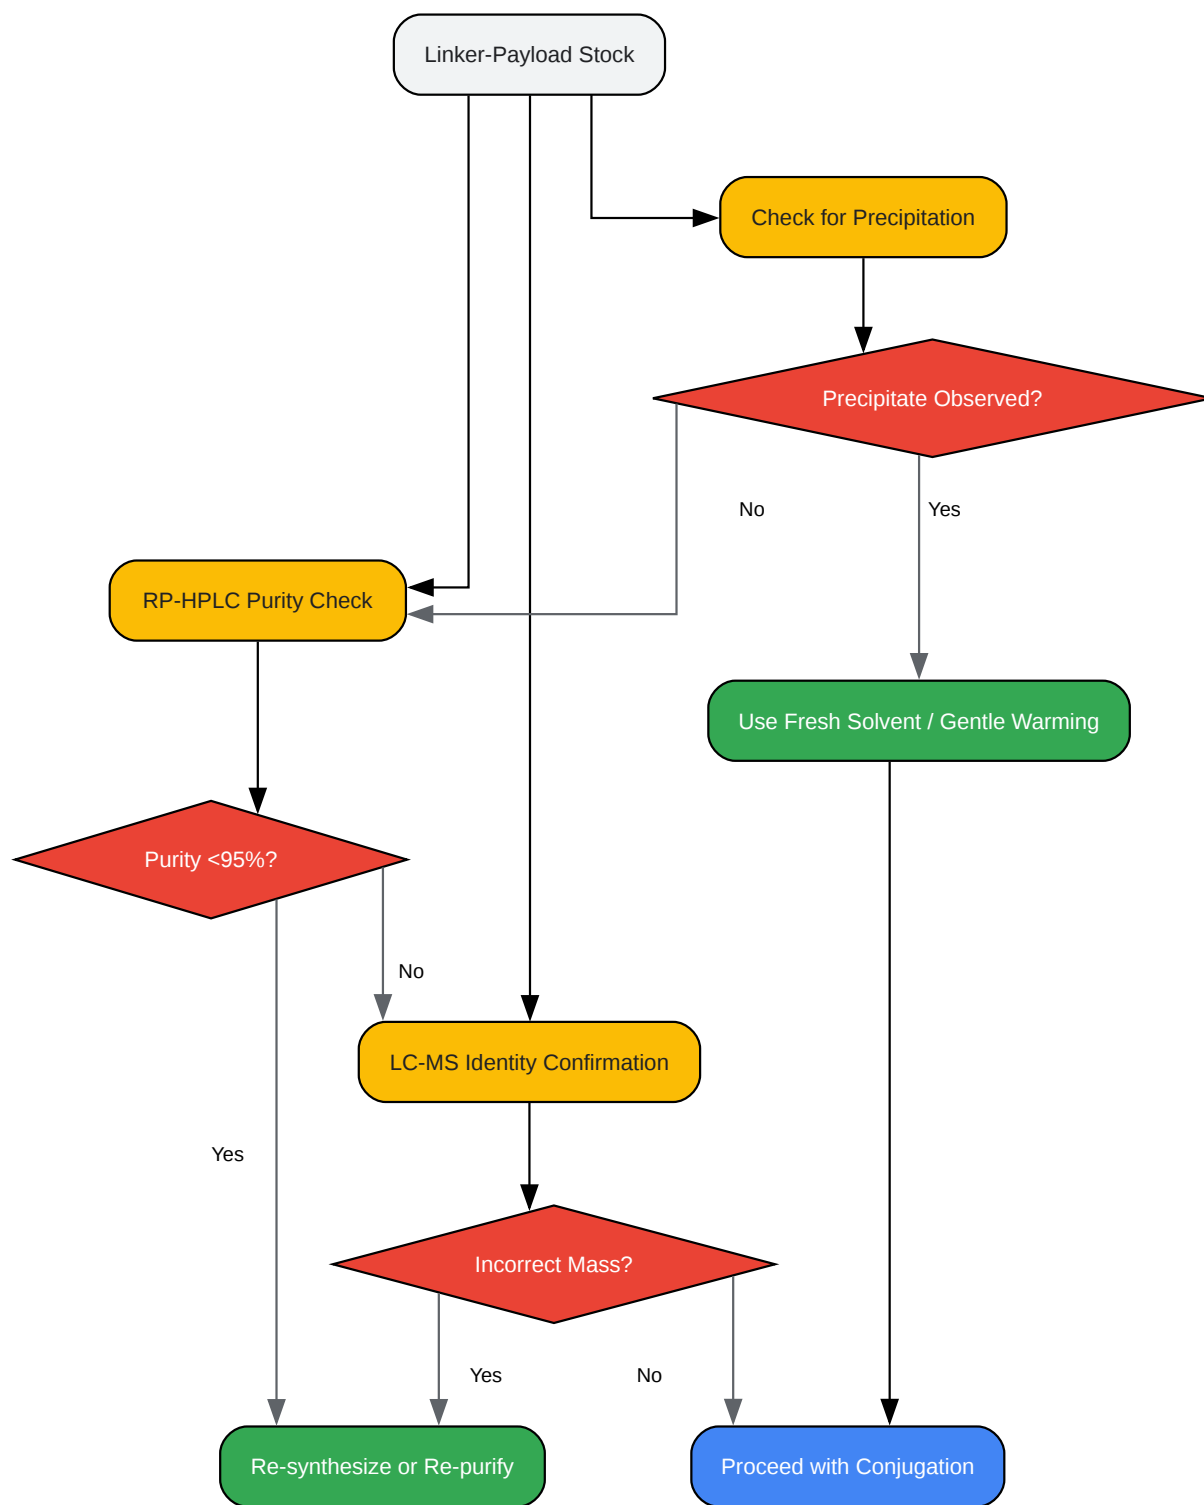 Linker-Payload Stock
Check for Precipitation
Precipitate Observed?
No
Yes
RP-HPLC Purity Check
Use Fresh Solvent / Gentle Warming
Purity <95%?
No
LC-MS Identity Confirmation
Yes
Incorrect Mass?
Yes
No
Re-synthesize or Re-purify
Proceed with Conjugation